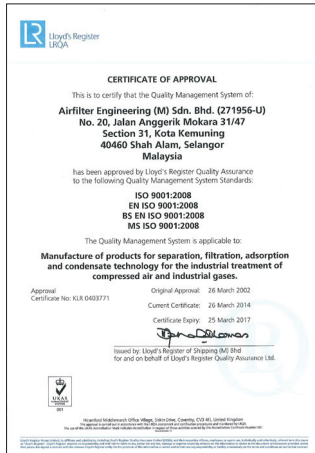 Lloyd's Register
LRQA
CERTIFICATE OF APPROVAL
This is to certify that the Quality Management System of:
Airfilter Engineering (M) Sdn. Bhd. (271956-U)
No. 20, Jalan Anggerik Mokara 31/47
Section 31, Kota Kemuning
40460 Shah Alam, Selangor
Malaysia
has been approved by Lloyd's Register Quality Assurance
to the following Quality Management System Standards:
ISO 9001:2008
EN ISO 9001:2008
BS EN ISO 9001:2008
MS ISO 9001:2008
The Quality Management System is applicable to:
Manufacture of products for separation, filtration, adsorption
and condensate technology for the industrial treatment of
compressed air and industrial gases.
Approval
Certificate No: KLR 0403771
Original Approval: 26 March 2002
Current Certificate: 26 March 2014
Certificate Expiry: 25 March 2017
Issued by: Lloyd's Register of Shipping (M) Bhd
for and on behalf of Lloyd's Register Quality Assurance Ltd.
UKAS
001